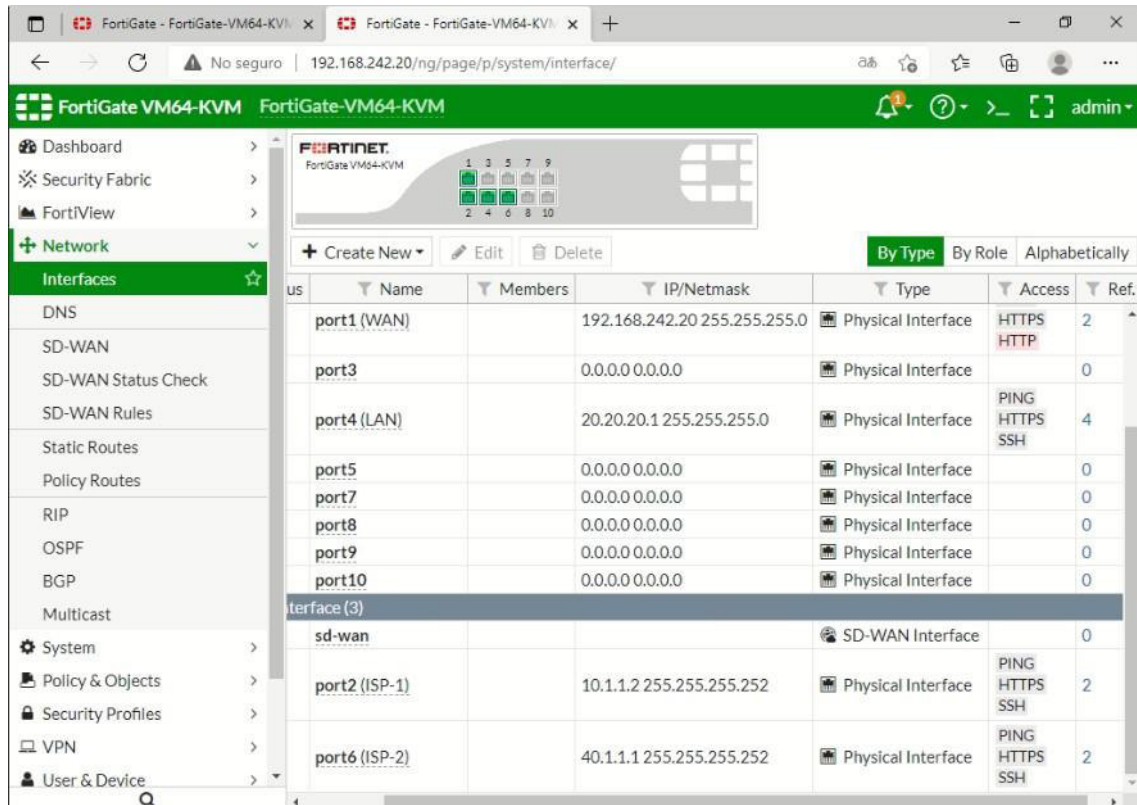 FortiGate - FortiGate-VM64-KVM
FortiGate - FortiGate-VM64-KVM
No seguro | 192.168.242.20/ng/page/p/system/interface/
FortiGate VM64-KVM FortiGate-VM64-KVM
1
admin
Dashboard
Security Fabric
FortiView
Network
Interfaces
DNS
SD-WAN
SD-WAN Status Check
SD-WAN Rules
Static Routes
Policy Routes
RIP
OSPF
BGP
Multicast
System
Policy & Objects
Security Profiles
VPN
User & Device
FORTINET
FortiGate VM64-KVM
1 3 5 7 9
2 4 6 8 10
+ Create New Edit Delete
By Type By Role Alphabetically
us Name Members IP/Netmask Type Access Ref.
port1 (WAN) 192.168.242.20 255.255.255.0 Physical Interface HTTPS 2
HTTP
port3 0.0.0.0 0.0.0.0 Physical Interface 0
PING
port4 (LAN) 20.20.20.1 255.255.255.0 Physical Interface HTTPS 4
SSH
port5 0.0.0.0 0.0.0.0 Physical Interface 0
port7 0.0.0.0 0.0.0.0 Physical Interface 0
port8 0.0.0.0 0.0.0.0 Physical Interface 0
port9 0.0.0.0 0.0.0.0 Physical Interface 0
port10 0.0.0.0 0.0.0.0 Physical Interface 0
terface (3)
sd-wan SD-WAN Interface 0
PING
port2 (ISP-1) 10.1.1.2 255.255.255.252 Physical Interface HTTPS 2
SSH
PING
port6 (ISP-2) 40.1.1.1 255.255.255.252 Physical Interface HTTPS 2
SSH